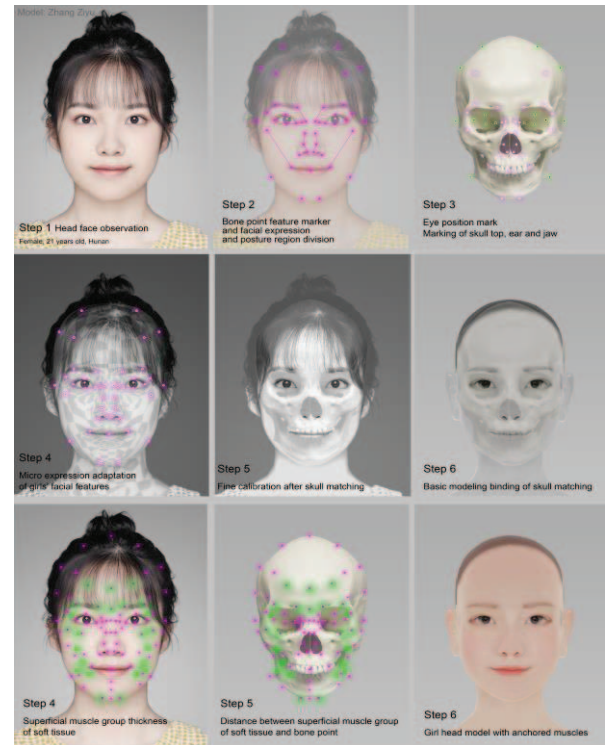 Model: Zhang Ziyu
Step 1 Head face observation
Female, 21 years old, Hunan
Step 2
Bone point feature marker
and facial expression
and posture region division
Step 3
Eye position mark
Marking of skull top, ear and jaw
Step 4
Micro expression adaptation
of girls' facial features
Step 5
Fine calibration after skull matching
Step 6
Basic modeling binding of skull matching
Step 4
Superficial muscle group thickness
of soft tissue
Step 5
Distance between superficial muscle group
of soft tissue and bone point
Step 6
Girl head model with anchored muscles